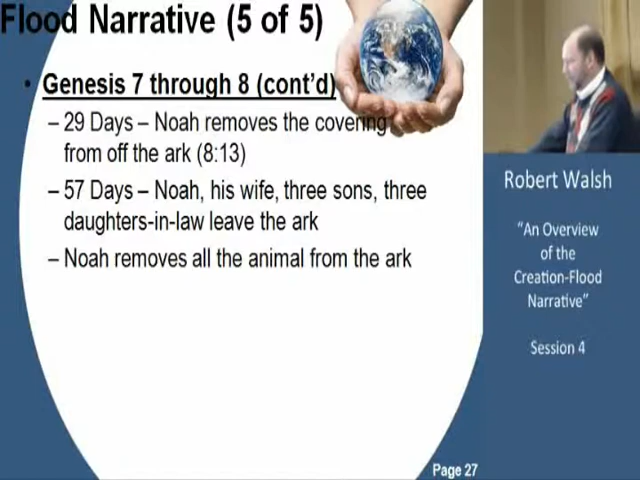 Flood Narrative (5 of 5)
• Genesis 7 through 8 (cont'd)
– 29 Days – Noah removes the covering
from off the ark (8:13)
– 57 Days – Noah, his wife, three sons, three
daughters-in-law leave the ark
– Noah removes all the animal from the ark
Page 27
Robert Walsh
"An Overview
of the
Creation-Flood
Narrative"
Session 4